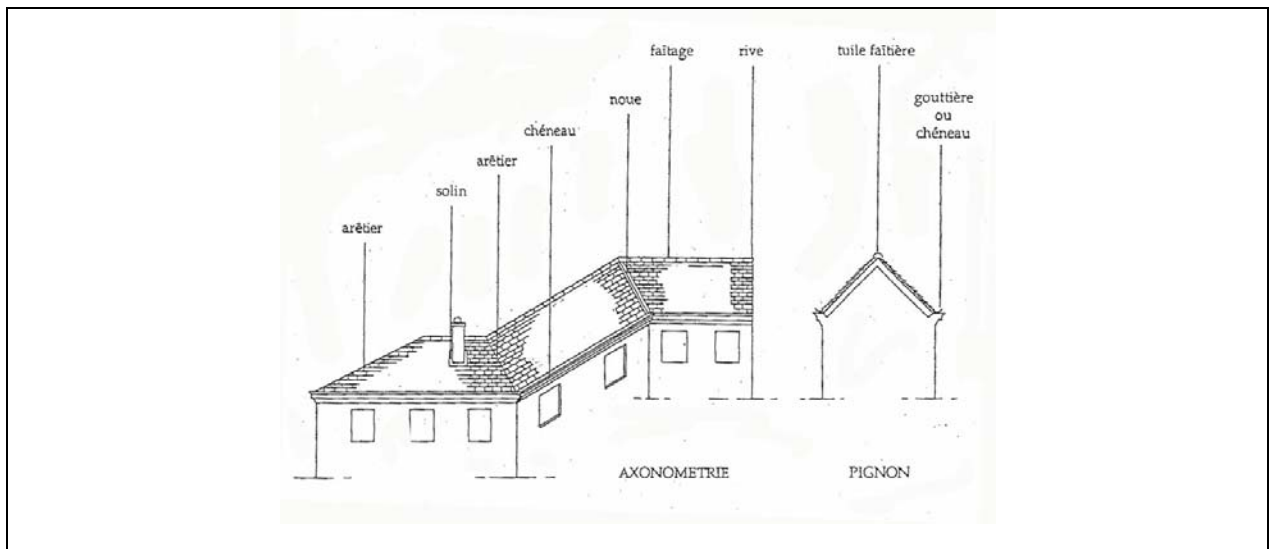 faîtage
rive
tuile faîtière
noue
gouttière
ou
chéneau
chéneau
arêtier
solin
arêtier
AXONOMETRIE
PIGNON